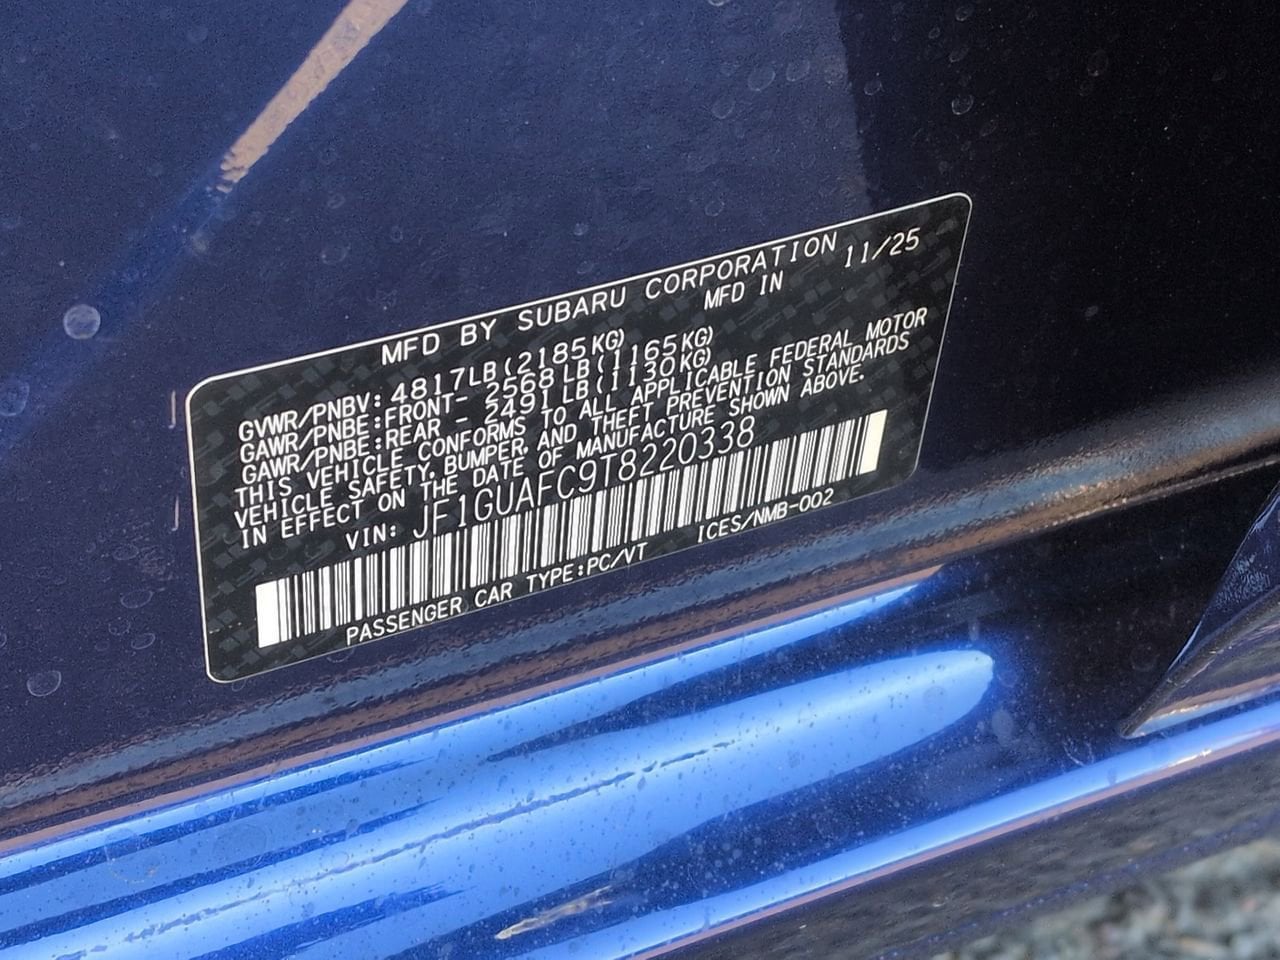 MFD BY SUBARU CORPORATION 11/25
MFD IN
GVWR/PNBV: 4817LB(2185KG)
GAWR/PNBE:FRONT- 2568LB(1165KG)
GAWR/PNBE:REAR - 2491LB(1130KG)
THIS VEHICLE CONFORMS TO ALL APPLICABLE FEDERAL MOTOR
VEHICLE SAFETY, BUMPER, AND THEFT PREVENTION STANDARDS
IN EFFECT ON THE DATE OF MANUFACTURE SHOWN ABOVE.
VIN: JF1GUAFC9T8220338
PASSENGER CAR TYPE:PC/VT ICES/NMB-002